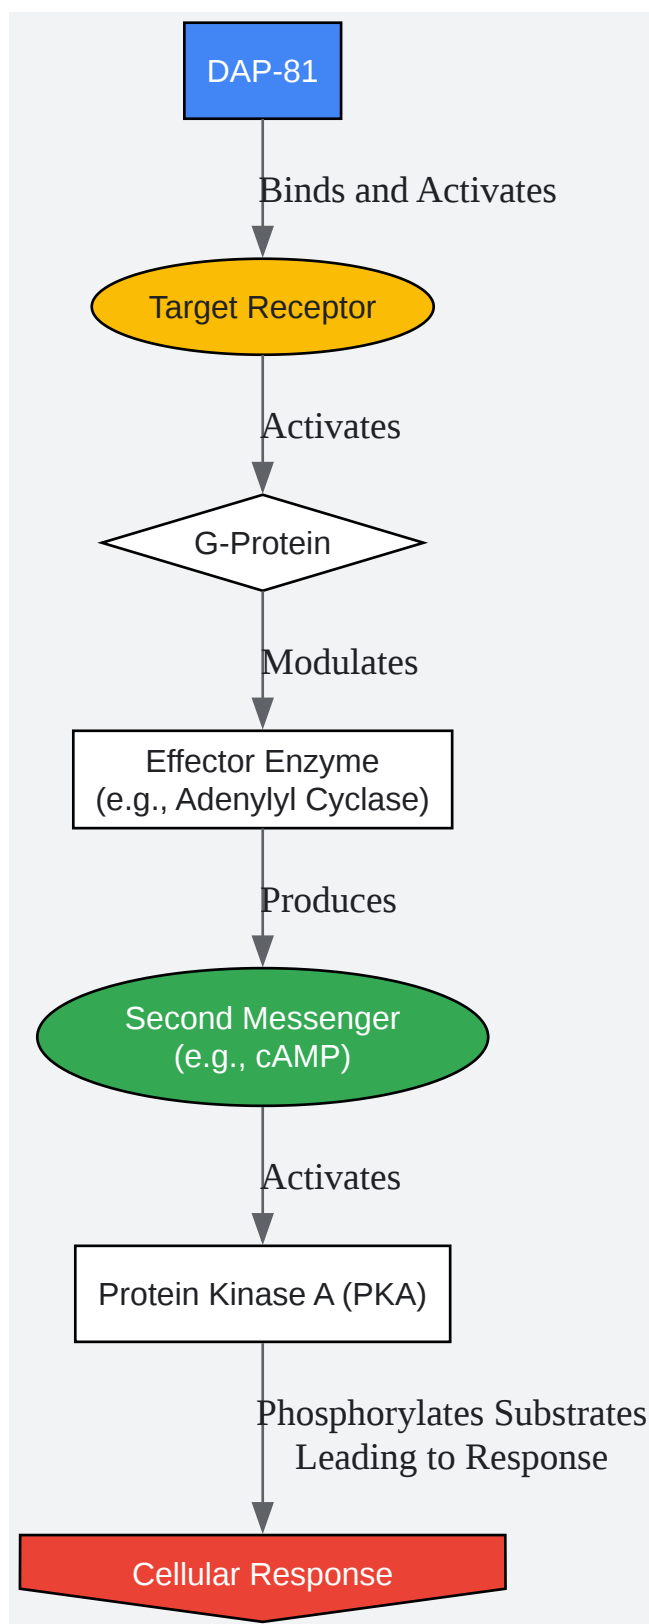 DAP-81
Binds and Activates
Target Receptor
Activates
G-Protein
Modulates
Effector Enzyme
(e.g., Adenylyl Cyclase)
Produces
Second Messenger
(e.g., cAMP)
Activates
Protein Kinase A (PKA)
Phosphorylates Substrates
Leading to Response
Cellular Response